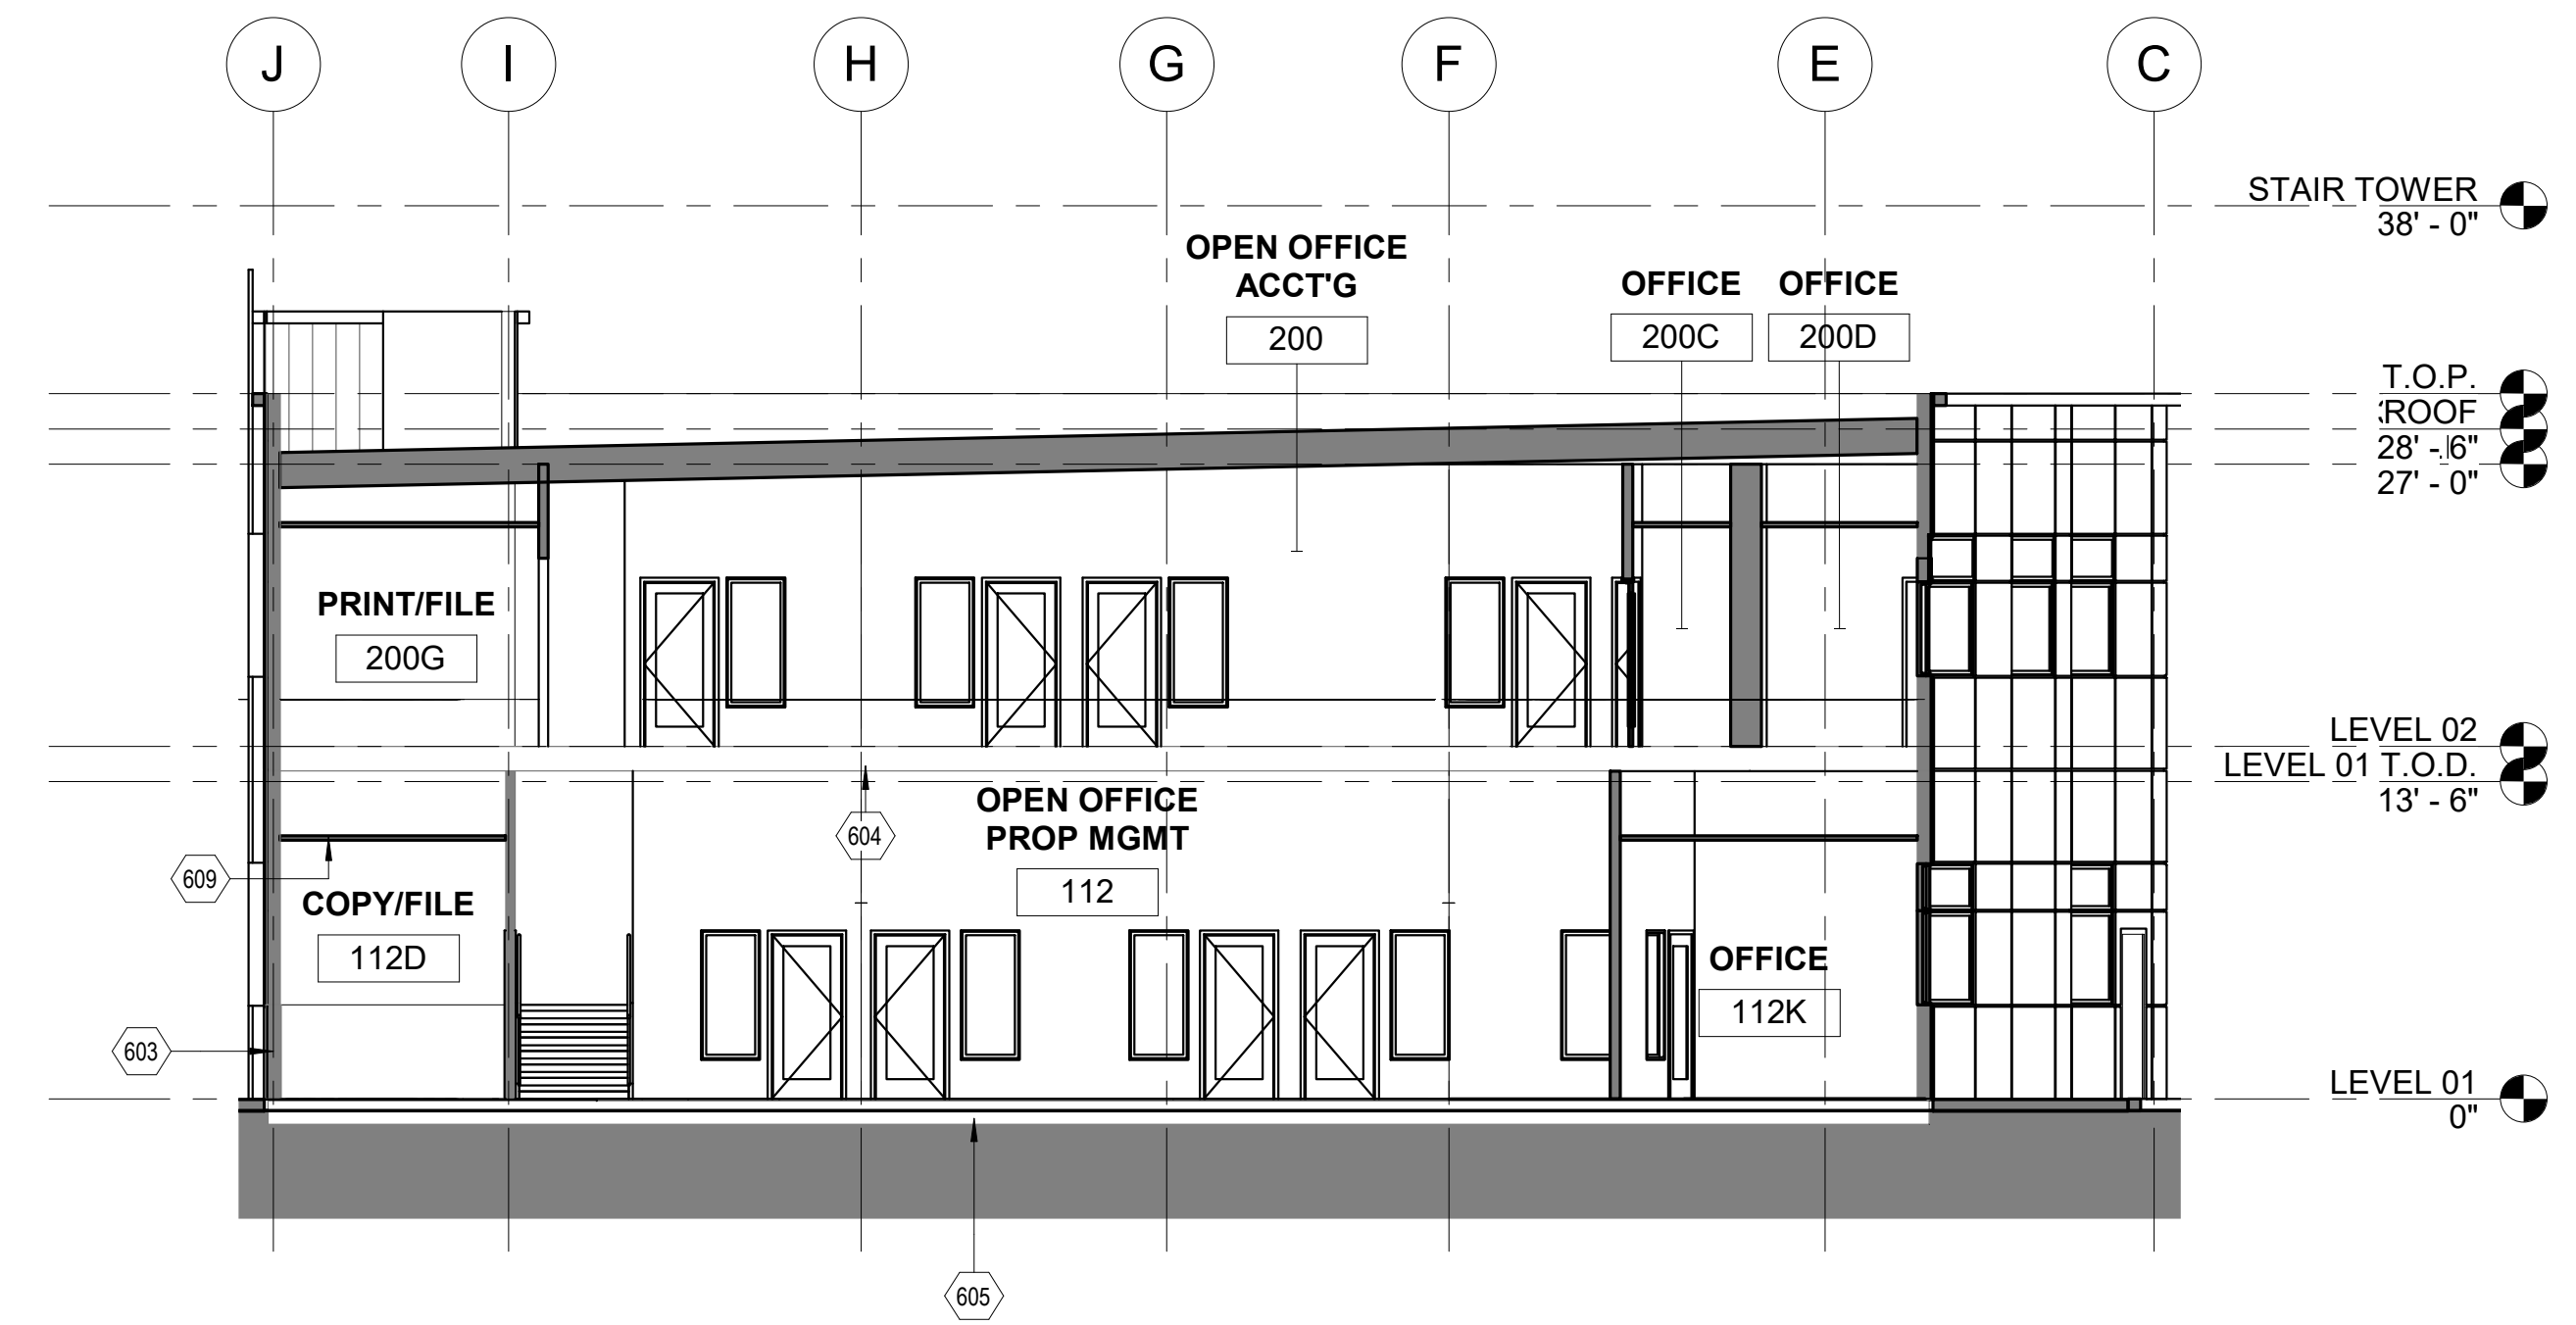 J I H G F E C
STAIR TOWER
38' - 0"
OPEN OFFICE
ACCT'G
200
OFFICE
200C
OFFICE
200D
T.O.P.
ROOF
28' - 6"
27' - 0"
PRINT/FILE
200G
LEVEL 02
LEVEL 01 T.O.D.
13' - 6"
OPEN OFFICE
PROP MGMT
112
604
609
COPY/FILE
112D
OFFICE
112K
603
LEVEL 01
0"
605